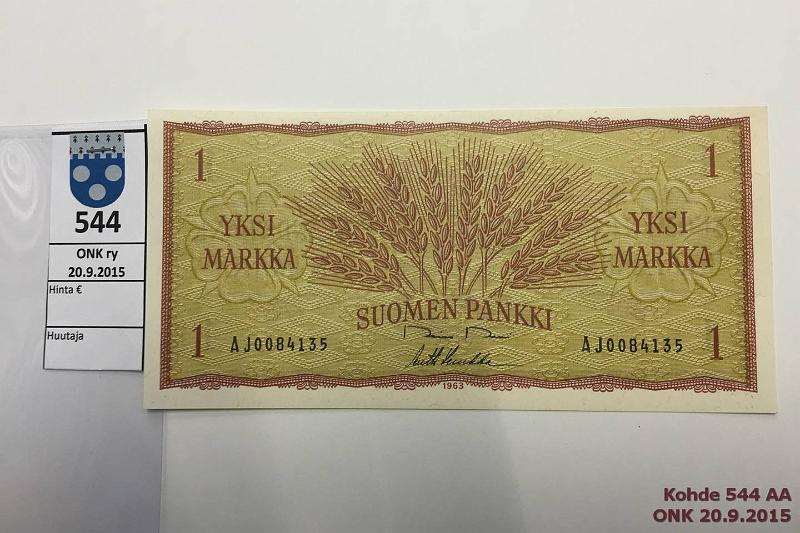 544
ONK ry
20.9.2015
Hinta €
Huutaja
1
1
YKSI
MARKKA
YKSI
MARKKA
SUOMEN PANKKI
1
AJ0084135
AJ0084135
1
1963
Kohde 544 AA
ONK 20.9.2015